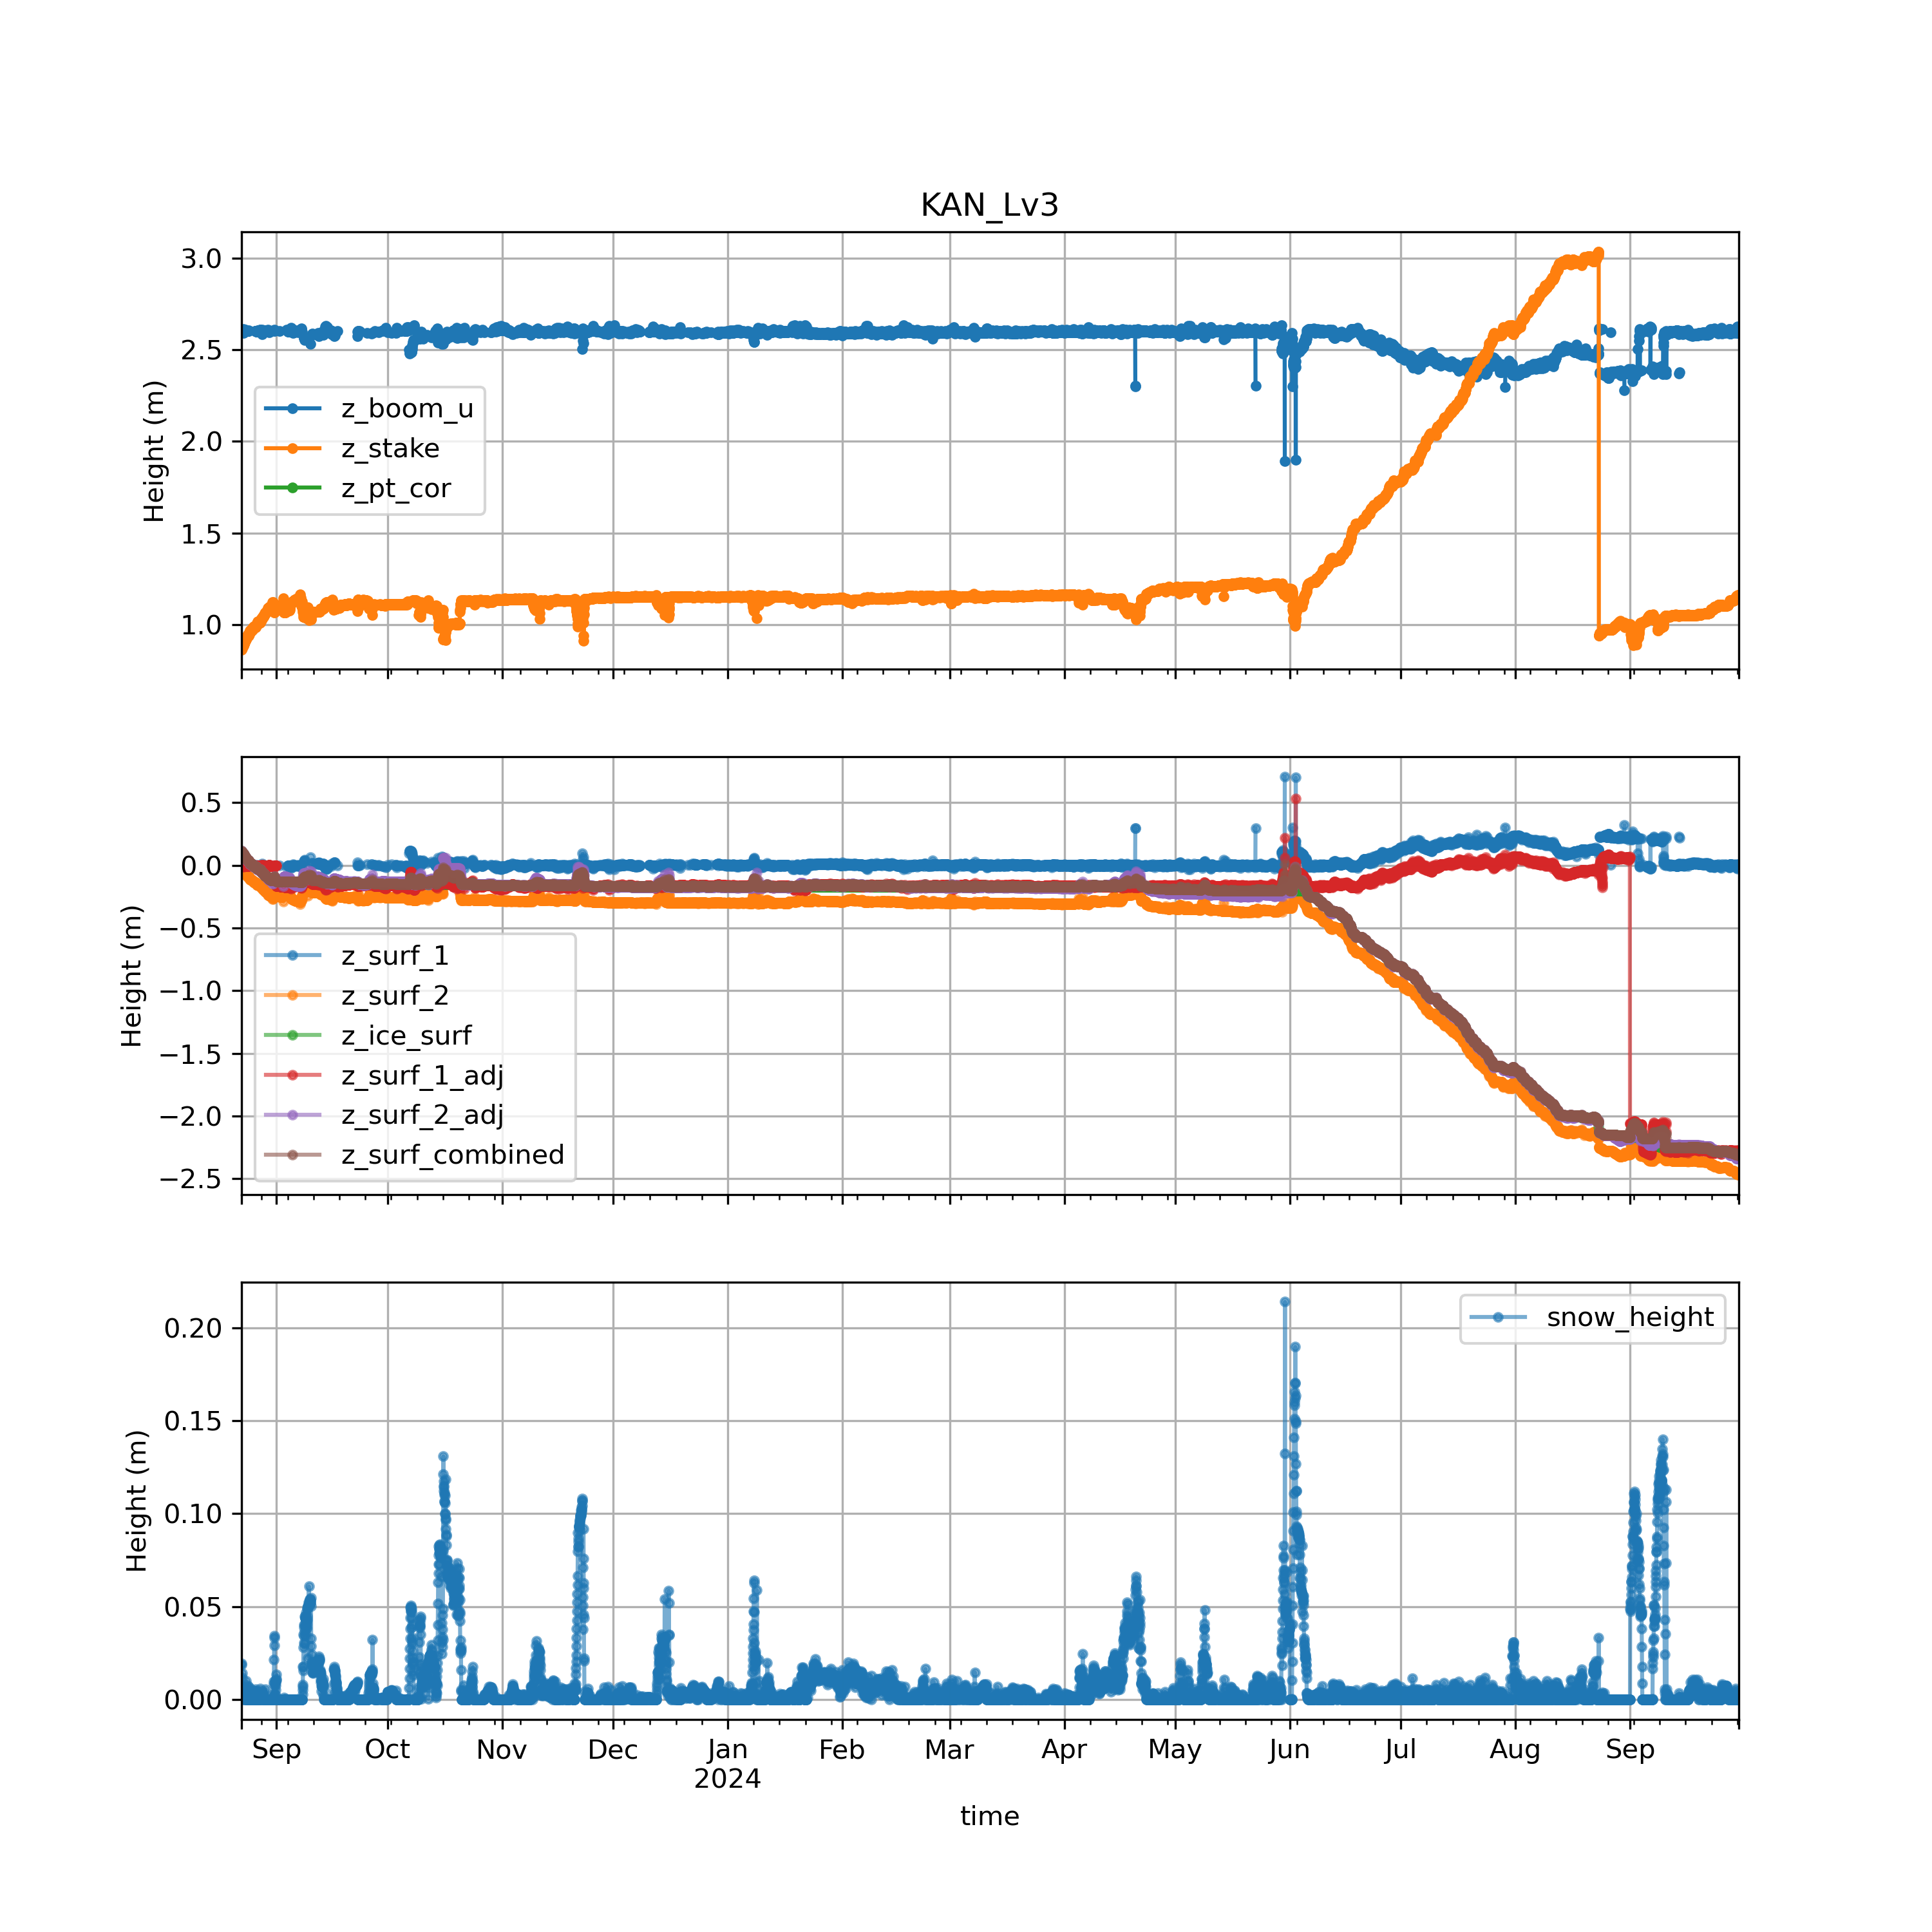 KAN_Lv3
3.0
2.5
2.0
1.5
1.0
Height (m)
z_boom_u
z_stake
z_pt_cor
0.5
0.0
−0.5
−1.0
−1.5
−2.0
−2.5
Height (m)
z_surf_1
z_surf_2
z_ice_surf
z_surf_1_adj
z_surf_2_adj
z_surf_combined
0.20
0.15
0.10
0.05
0.00
Height (m)
snow_height
Sep Oct Nov Dec Jan Feb Mar Apr May Jun Jul Aug Sep
2024
time